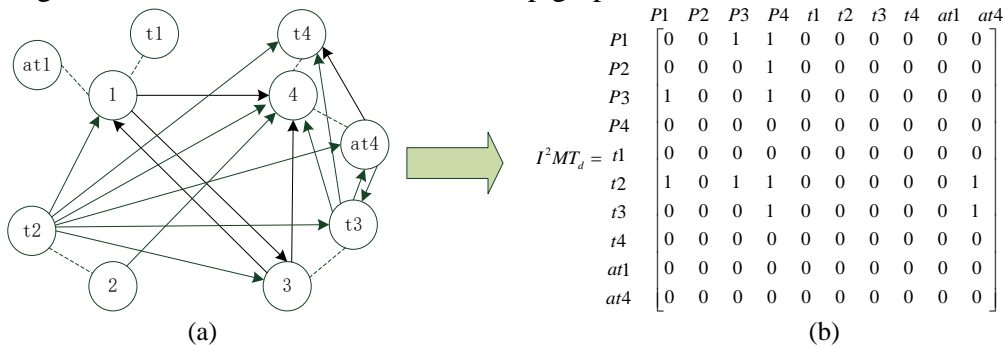 t1
t4
at1
1
4
at4
t2
t3
2
3
(a)
P1 P2 P3 P4 t1 t2 t3 t4 at1 at4
P1 0 0 1 1 0 0 0 0 0 0
P2 0 0 0 1 0 0 0 0 0 0
P3 1 0 0 1 0 0 0 0 0 0
P4 0 0 0 0 0 0 0 0 0 0
I²MT_d = t1 0 0 0 0 0 0 0 0 0 0
t2 1 0 1 1 0 0 0 0 0 1
t3 0 0 0 1 0 0 0 0 0 1
t4 0 0 0 0 0 0 0 0 0 0
at1 0 0 0 0 0 0 0 0 0 0
at4 0 0 0 0 0 0 0 0 0 0
(b)